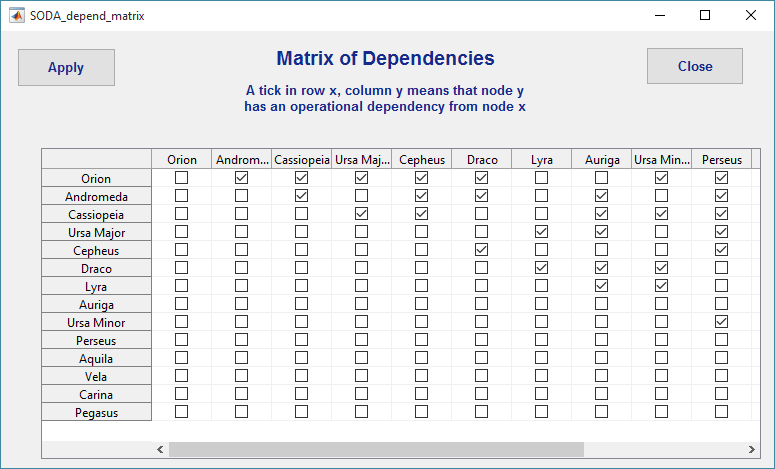 SODA_depend_matrix
Apply
Matrix of Dependencies
Close
A tick in row x, column y means that node y
has an operational dependency from node x
Orion Androm... Cassiopeia Ursa Maj... Cepheus Draco Lyra Auriga Ursa Min... Perseus
Orion
Andromeda
Cassiopeia
Ursa Major
Cepheus
Draco
Lyra
Auriga
Ursa Minor
Perseus
Aquila
Vela
Carina
Pegasus